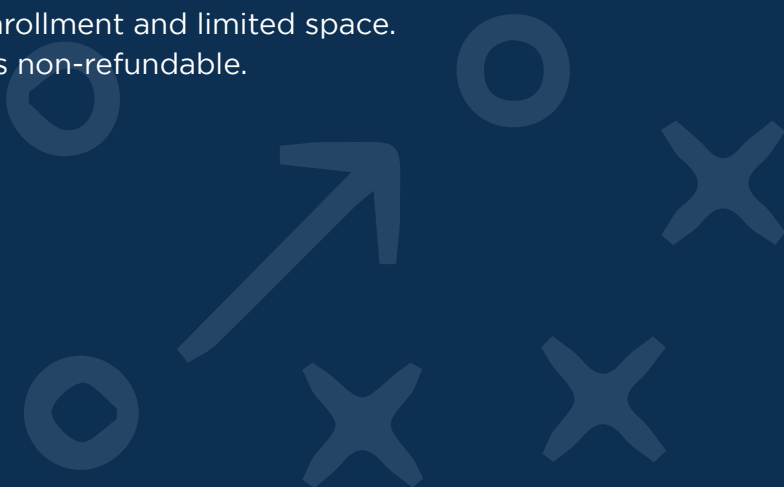 rollment and limited space.
s non-refundable.